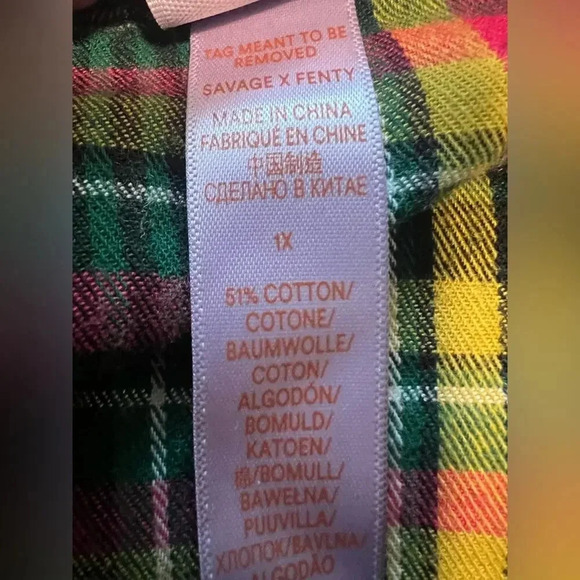 TAG MEANT TO BE
REMOVED
SAVAGE X FENTY
MADE IN CHINA
FABRIQUÉ EN CHINE
中国制造
СДЕЛАНО В КИТАЕ
1X
51% COTTON/
COTONE/
BAUMWOLLE/
COTON/
ALGODÓN/
BOMULD/
KATOEN/
棉/BOMULL/
BAWEŁNA/
PUUVILLA/
ХЛОПОК/BAVLNA/
ALGODÃO